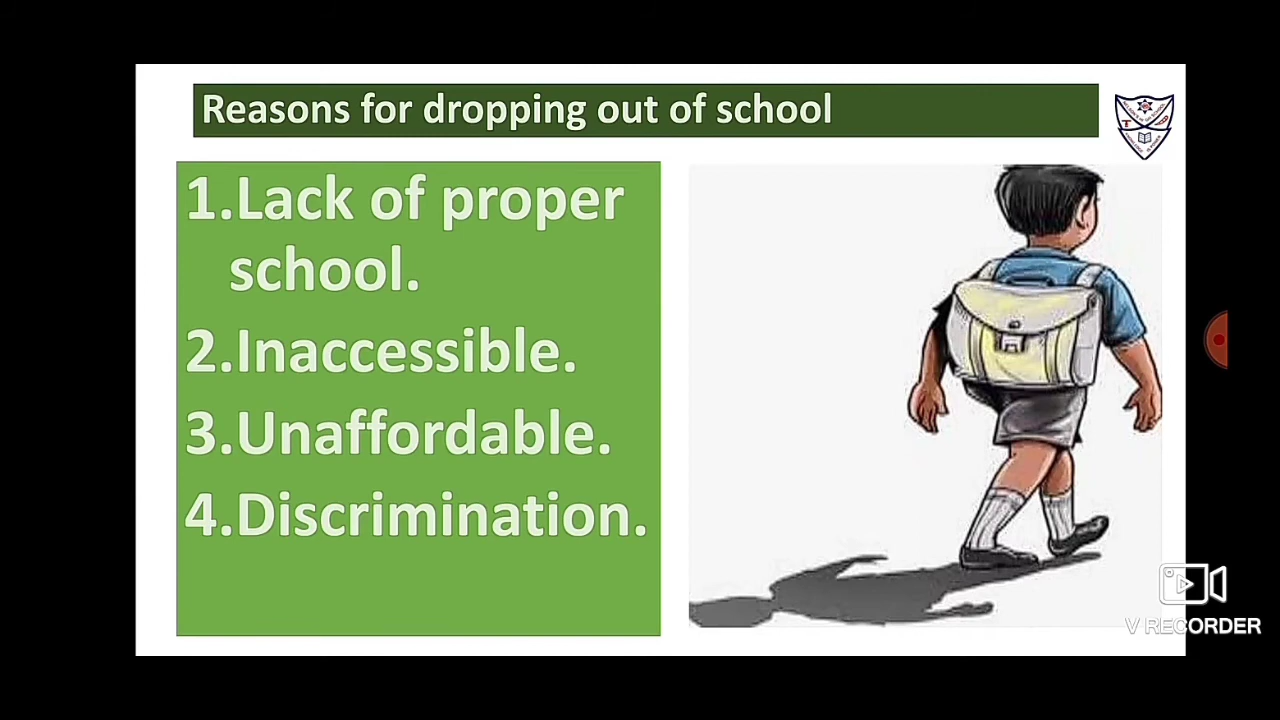 Reasons for dropping out of school
1.Lack of proper
school.
2.Inaccessible.
3.Unaffordable.
4.Discrimination.
V RECORDER